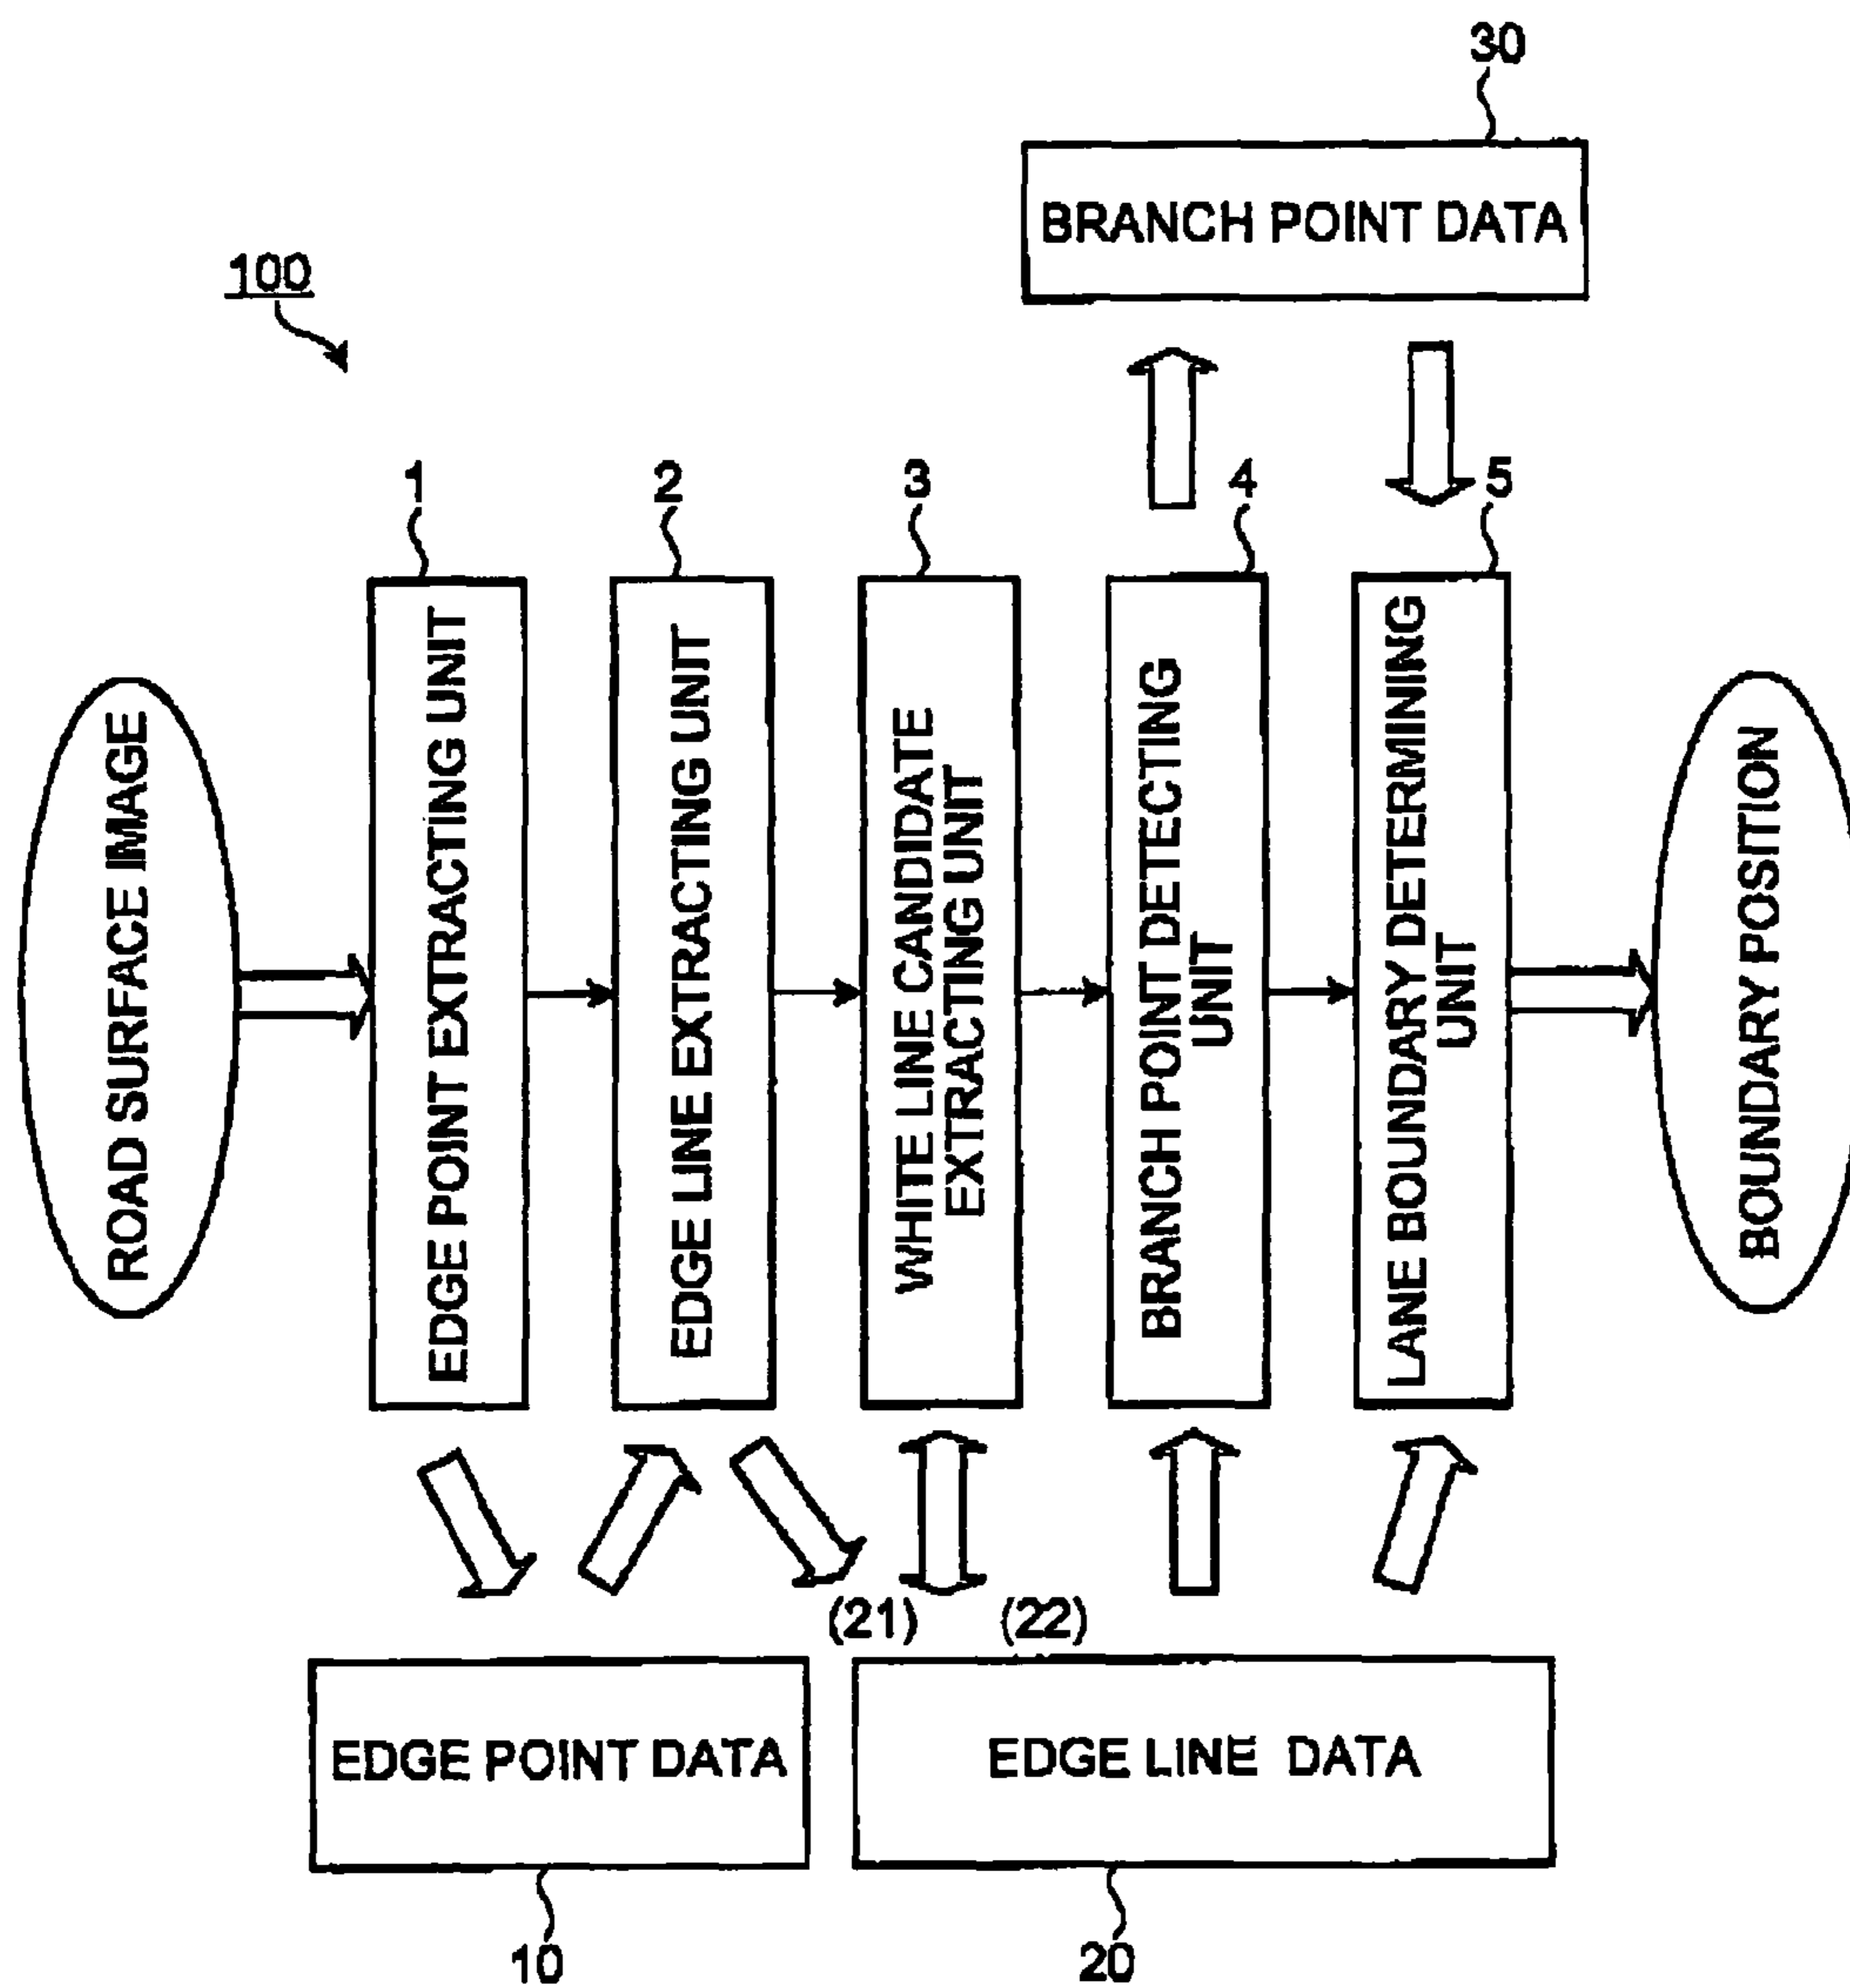 30
BRANCH POINT DATA
100
1
2
3
4
5
ROAD SURFACE IMAGE
EDGE POINT EXTRACTING UNIT
EDGE LINE EXTRACTING UNIT
WHITE LINE CANDIDATE
EXTRACTING UNIT
BRANCH POINT DETECTING
UNIT
LANE BOUNDARY DETERMINING
UNIT
BOUNDARY POSITION
(21)
(22)
EDGE POINT DATA
EDGE LINE DATA
10
20